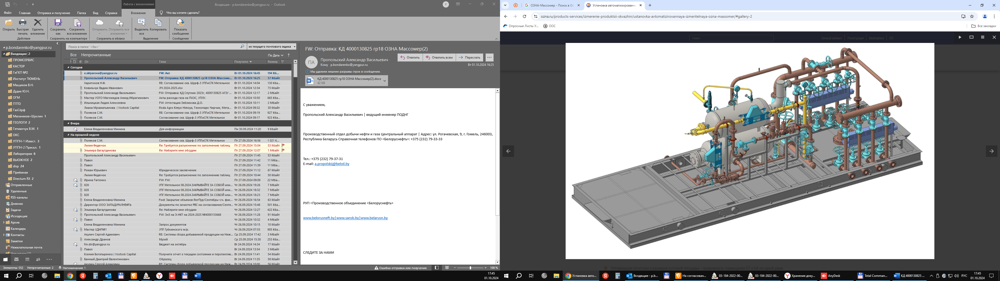 Работа с вложениями
Входящие - p.bondarenko@yangpur.ru - Outlook
P
Файл
Главная
Отправка и получение
Папка
Вид
Справка
Вложения
Что вы хотите сделать?
Открыть
Быстрая печать
Удалить вложение
Сохранить как
Сохранить все вложения
Отправить
Отправить все вложения
Выделить все
Копировать
Показать сообщение
Действия
Сохранить на компьютере
Сохранить в облако
Выделение
Сообщение
p.bondarenko@yangpur.ru
Входящие 2
ПРОМСЕРВИС
КАСТОР
ГиГКП №2
Институт ТЮМЕНЬ
Мащиков В.Н.
Дудик Ю.Н.
ОГМ
ПТТО
ГазСёрф
Механиков+Шухлин 1
ГЕОЛОГИ 2
Гетманчук В.М. 1
ОКС
УППН-1 Извест. 3
УППН-2 Прискл. 1
Лаборатория 6
ВЬЮЖНОЕ 2
disp 24
Приёмная
Directum RX 2
Отправленные
Удаленные
RSS-каналы
Дневник
Задачи
Исходящие
Архив
Календарь
Контакты
Заметки
Нежелательная почта
Поиск в папке "<0w>"
из текущего почтового ящика
Все Непрочитанные
По Дата
От Тема Получено Размер
Сегодня
e.sklyarova@yangpur.ru FW: Акт Вт 01.10.2024 16:45 194 Кб...
Пропольский Александр Васильевич FW: Отправка: КД 4000130825 гр18 ОЗНА Массоме... Вт 01.10.2024 16:25 57 Кбайт
Харитонов Н.Ф. RE: Согласование скв. Шурф-3 УПГиСГК Метельное Вт 01.10.2024 14:04 130 Кба...
Ковальчук Вадим Иванович ЛЧ 2024-2025.xlsx Вт 01.10.2024 12:34 73 Кбайт
Пропольский Александр Васильевич FW: Отправка: КД Спутник 2023г, 4000130825 АГЗУ ... Вт 01.10.2024 12:17 2 Мбайт
Мастер УОГО Магомедов Ахмед Ибрагимович Акты расхода газа на ПАЭС, УПЛУ. Вт 01.10.2024 10:50 665 Кба...
Ильницкая Лидия Алексеевна FW: Аттестация Зябликова Д.О. Вт 01.10.2024 10:11 2 Мбайт
Лиана Мухаматьянова | Vostock Capital Ifoda Agro Kimyo Himoya, Технопарк Чирчик, Мета... Вт 01.10.2024 09:32 30 Кбайт
Поляков С.М. RE: Согласование скв. Шурф-3 УПГиСГК Метельное Вт 01.10.2024 09:19 927 Кба...
Поляков С.М. Согласование скв. Шурф-3 УПГиСГК Метельное Вт 01.10.2024 09:17 923 Кба...
Вчера
Елена Владиленовна Минина Для информации Пн 30.09.2024 11:20 9 Кбайт
На прошлой неделе
Поляков С.М. Согласование скв. Шурф-3 УПГиСГК Метельное Пт 27.09.2024 16:56 1 021 К...
Лилия Федючок Re: Требуется разъяснение по заполнению таблиц Пт 27.09.2024 15:04 53 Кбайт
Эльмира Багаутдинова Re: Наберите мне обсудим Пт 27.09.2024 12:07 1 Мбайт
Пропольский Александр Васильевич Пт 27.09.2024 11:45 53 Кбайт
Павел Пт 27.09.2024 11:42 11 Мба...
Павел Пт 27.09.2024 11:39 11 Мба...
Роман Юрьевич Юридическое заключение Пт 27.09.2024 11:12 67 Кбайт
Лилия Федючок Re: Требуется разъяснение по заполнению таблиц Пт 27.09.2024 10:44 50 Кбайт
Ирина Тютенко FW: FW: Пт 27.09.2024 09:09 22 Мба...
828 УПГ Метельное 08.2024.ЗАКРЫВАЙТЕ ЗА СОБОЙ или... Чт 26.09.2024 19:26 7 Мбайт
828 УПГ Метельное 08.2024.ЗАКРЫВАЙТЕ ЗА СОБОЙ или... Чт 26.09.2024 18:32 7 Мбайт
828 УПГ Метельное 08.2024.ЗАКРЫВАЙТЕ ЗА СОБОЙ или... Чт 26.09.2024 18:23 7 Мбайт
Елена Владиленовна Минина Fwd: Закрытие объемов ЯнгПур/Сентябрь+сч. фак... Чт 26.09.2024 16:54 63 Кбайт
Директор ООО ЗАПАДУРАЛНЕФТЬ Документы по зачистке РВС на согласование/Сентя... Чт 26.09.2024 15:48 501 Кба...
Эльмира Багаутдинова Re: Наберите мне обсудим Чт 26.09.2024 12:27 422 Кба...
Пропольский Александр Васильевич FW: ЗнЗ на Э-НКТ на 2024-2025 №4000153668 Чт 26.09.2024 11:28 91 Кбайт
Павел Чт 26.09.2024 10:32 4 Мбайт
Елена Владиленовна Минина Запрос документов Чт 26.09.2024 10:15 10 Кбайт
Мастер УДНГ№1 УПГ Губкинского м/р. Чт 26.09.2024 07:55 905 Кба...
Акулич Сергей Адамович RE: Системы сбора добываемой продукции на Ниж... Ср 25.09.2024 17:42 3 Мбайт
Александр Дранов Музей Ср 25.09.2024 15:38 253 Кба...
fin.dir@yangpur.ru Бюджет на октябрь Вт 24.09.2024 14:34 17 Кбайт
Павел Вт 24.09.2024 13:54 3 Мбайт
Ксения Богатыренко | Vostock Capital Получите отчет о текущем состоянии и перспектив... Вт 24.09.2024 11:41 54 Кбайт
Банный Дмитрий Валентинович Образец Вт 24.09.2024 11:35 58 Кбайт
Акулич Сергей Адамович RE: Системы сбора добываемой продукции на Ниж... Вт 24.09.2024 10:00 56 Кбайт
FW: Отправка: КД 4000130825 гр18 ОЗНА Массомер(2)
ПА
Пропольский Александр Васильевич
Кому p.bondarenko@yangpur.ru
Ответить Ответить всем Переслать
Вт 01.10.2024 16:25
Мы удалили лишние разрывы строк в сообщении.
КД 4000130825 гр18 ОЗНА Массомер(2).docx
42 KB
С уважением,
Пропольский Александр Васильевич | ведущий инженер ПОДНГ
Производственный отдел добычи нефти и газа Центральный аппарат | Адрес: ул. Рогачевская, 9, г. Гомель, 246003,
Республика Беларусь Справочная телефонов ПО <Белоруснефть>: +375 (232) 79-33-33
Тел.: +375 (232) 79-37-31
E-mail: a.propolskij@beloil.by
РУП <Производственное объединение <Белоруснефть>
www.belorusneft.by|www.sansb.by|www.belarusn.by
СЛЕДИТЕ ЗА НАМИ
Элементы: 552 Непрочитанные: 2 Напоминания: 1
Ошибка отправки или получения
100 %
17:45
01.10.2024
ОЗНА-Массомер - Поиск в Go
Установка автоматизированн
ozna.ru/products-services/izmerenie-produktsii-skvazhin/ustanovka-avtomatizirovannaya-izmeritelnaya-ozna-massomer/#gallery-2
Опросные Листы У...
ООС
Все закладки
Поиск
Личный кабинет
Регистрация
Marketplace
Оптимизация логистики и размеров кустовой площадки – возможность совмещения БТ и БА на одной раме
Установка авто...
Входящие - p.b...
На согласован...
03-184-2022-00...
03-184-2022-00...
Хранение доку...
AnyDesk
Total Comman...
КД 4000130825 ...
РУС
17:45
01.10.2024